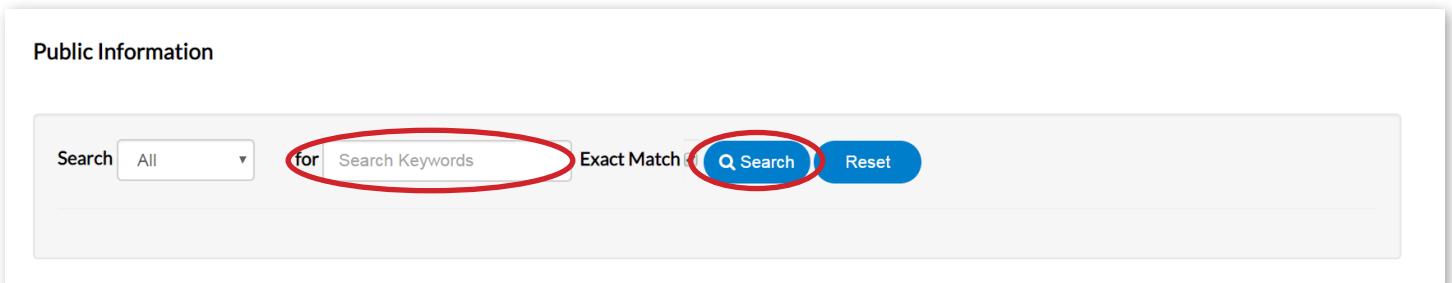 Public Information
Search All for Search Keywords Exact Match Search Reset